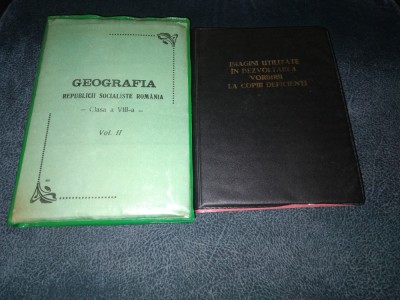 GEOGRAFIA
REPUBLICII SOCIALISTE ROMÂNIA
— Clasa a VIII-a —
Vol. II
IMAGINI UTILIZATE
ÎN DEZVOLTAREA
VORBIRII
LA COPIII DEFICIENȚI